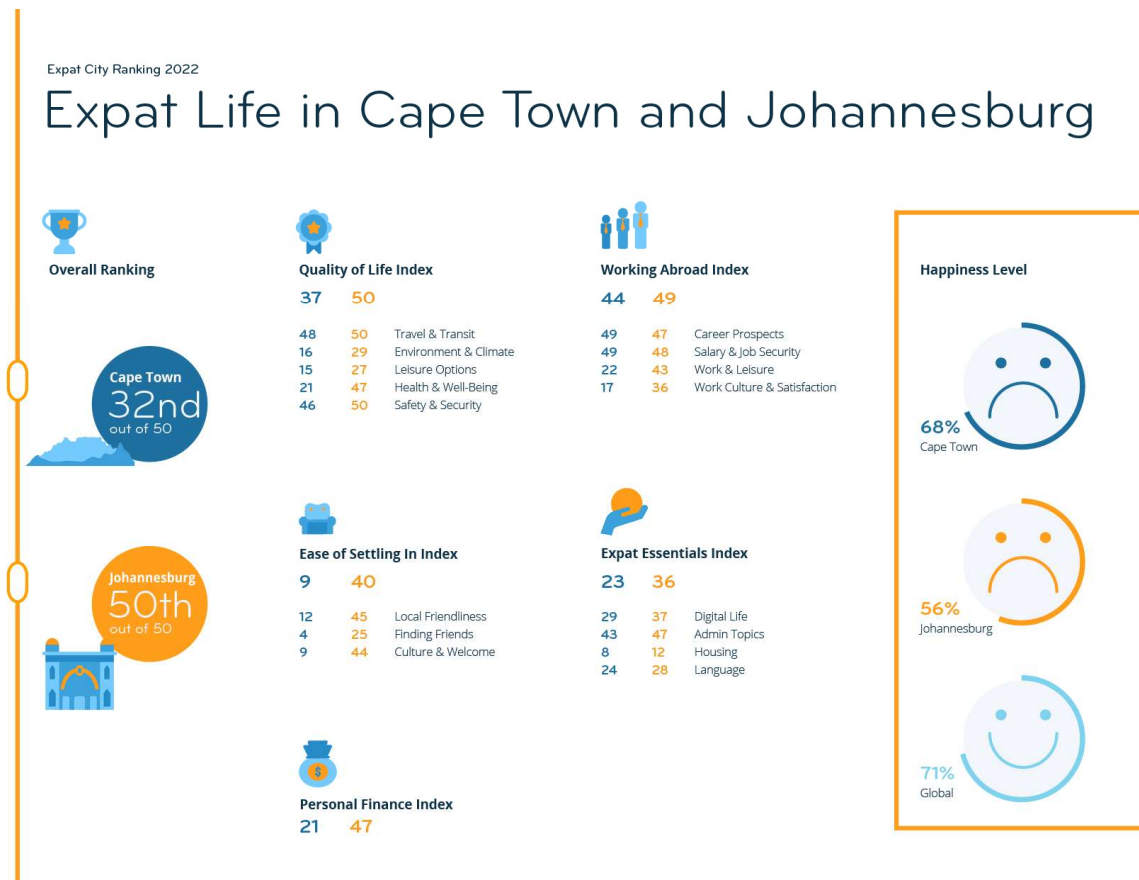 Expat City Ranking 2022
Expat Life in Cape Town and Johannesburg
Overall Ranking
Cape Town
32nd
out of 50
Johannesburg
50th
out of 50
Quality of Life Index
37 50
48 50 Travel & Transit
16 29 Environment & Climate
15 27 Leisure Options
21 47 Health & Well-Being
46 50 Safety & Security
Ease of Settling In Index
9 40
12 45 Local Friendliness
4 25 Finding Friends
9 44 Culture & Welcome
$
Personal Finance Index
21 47
Working Abroad Index
44 49
49 47 Career Prospects
49 48 Salary & Job Security
22 43 Work & Leisure
17 36 Work Culture & Satisfaction
Expat Essentials Index
23 36
29 37 Digital Life
43 47 Admin Topics
8 12 Housing
24 28 Language
Happiness Level
68%
Cape Town
56%
Johannesburg
71%
Global